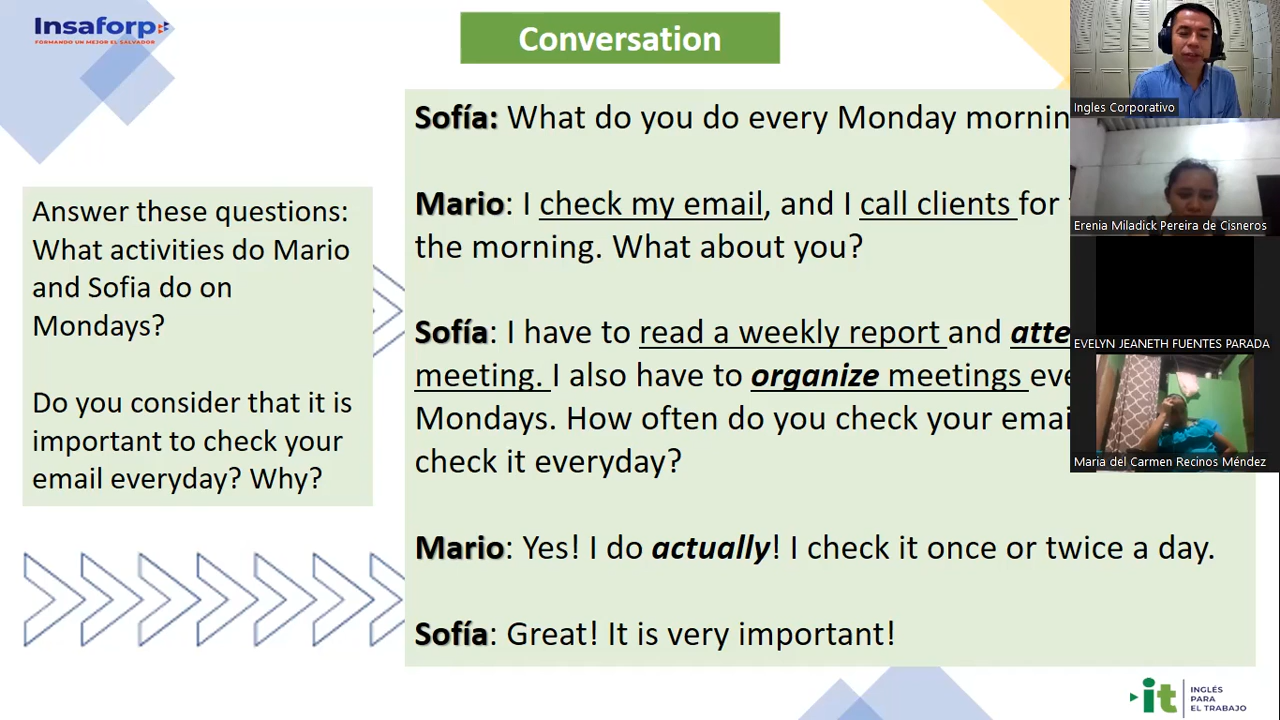 Insaforp
FORMANDO UN MEJOR EL SALVADOR
Conversation
Answer these questions:
What activities do Mario
and Sofia do on
Mondays?
Do you consider that it is
important to check your
email everyday? Why?
Sofía: What do you do every Monday mornin
Mario: I check my email, and I call clients for
the morning. What about you?
Sofía: I have to read a weekly report and atte
meeting. I also have to organize meetings eve
Mondays. How often do you check your emai
check it everyday?
Mario: Yes! I do actually! I check it once or twice a day.
Sofía: Great! It is very important!
Ingles Corporativo
Erenia Miladick Pereira de Cisneros
EVELYN JEANETH FUENTES PARADA
Maria del Carmen Recinos Méndez
it
INGLÉS
PARA
EL TRABAJO